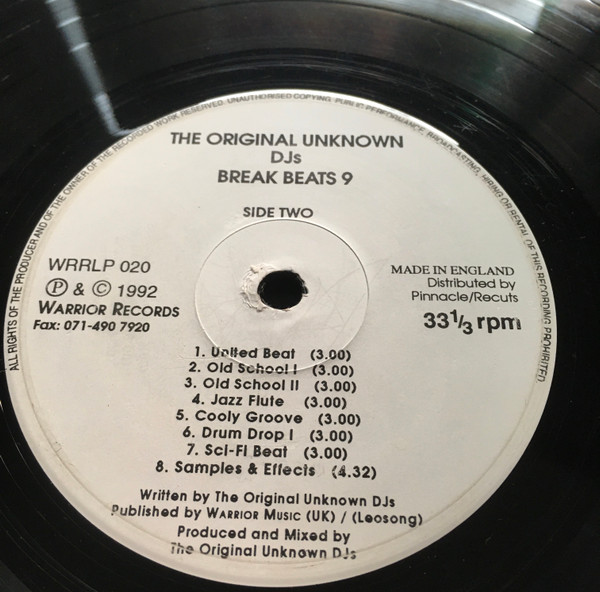 ALL RIGHTS OF THE PRODUCER AND OF THE OWNER OF THE RECORDED WORK RESERVED. UNAUTHORISED COPYING, PUBLIC PERFORMANCE, BROADCASTING, HIRING OR RENTAL OF THIS RECORDING PROHIBITED.
THE ORIGINAL UNKNOWN
DJs
BREAK BEATS 9
SIDE TWO
WRRLP 020
Ⓟ & © 1992
WARRIOR RECORDS
Fax: 071-490 7920
MADE IN ENGLAND
Distributed by
Pinnacle/Recuts
33 1/3 rpm
1. United Beat (3.00)
2. Old School I (3.00)
3. Old School II (3.00)
4. Jazz Flute (3.00)
5. Cooly Groove (3.00)
6. Drum Drop I (3.00)
7. Sci-Fi Beat (3.00)
8. Samples & Effects (4.32)
Written by The Original Unknown DJs
Published by WARRIOR MUSIC (UK) / (Leosong)
Produced and Mixed by
The Original Unknown DJs